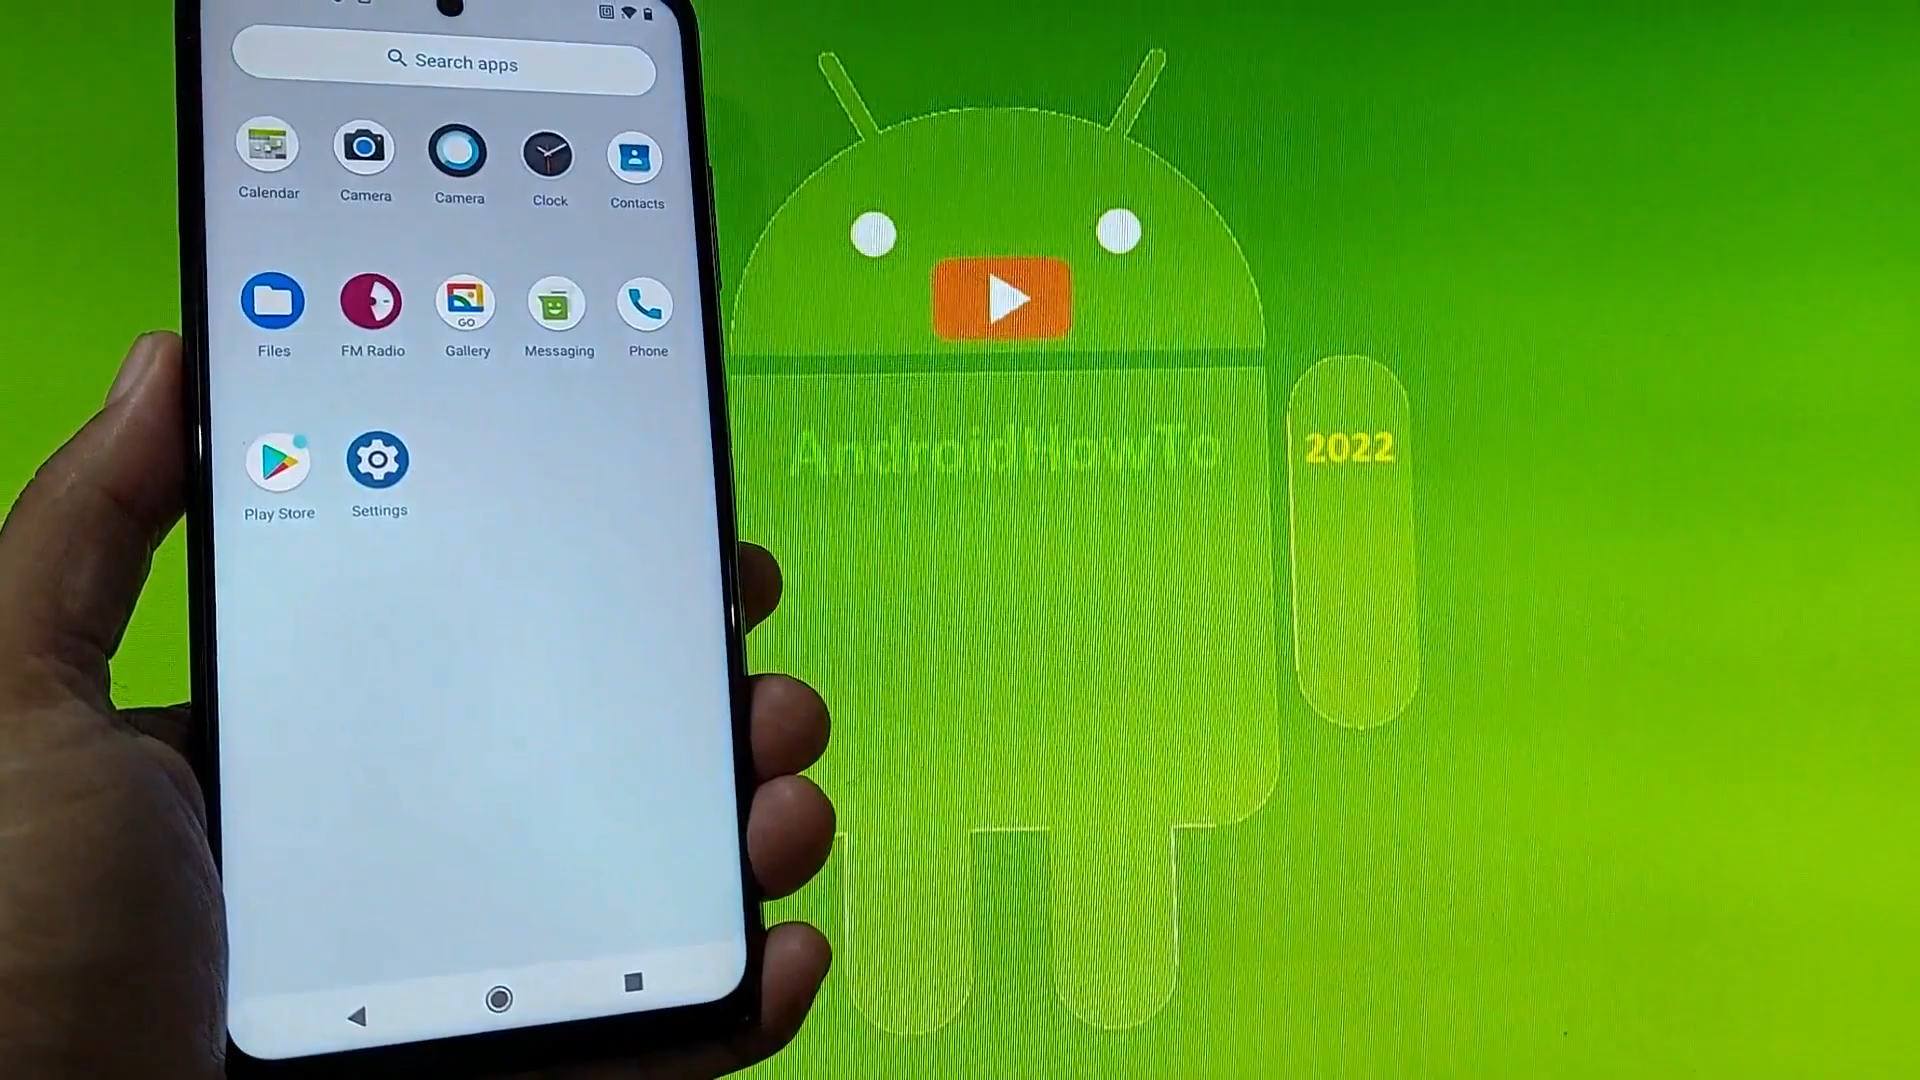 Search apps
Calendar Camera Camera Clock Contacts
Files FM Radio Gallery Messaging Phone
GO
Play Store Settings
AndroidHowTo
2022